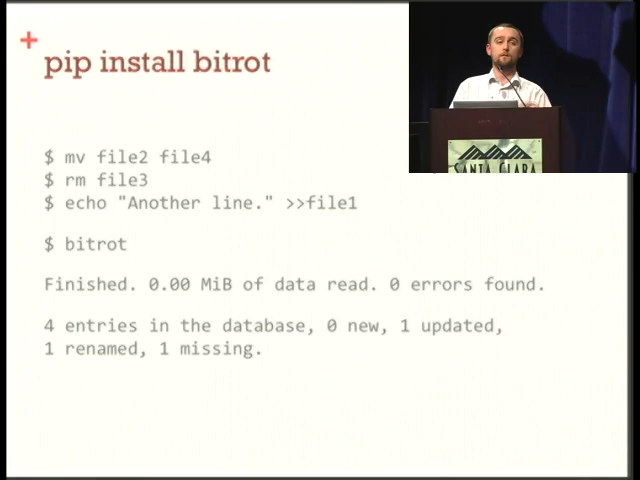 +
pip install bitrot
$ mv file2 file4
$ rm file3
$ echo "Another line." >>file1
$ bitrot
Finished. 0.00 MiB of data read. 0 errors found.
4 entries in the database, 0 new, 1 updated,
1 renamed, 1 missing.
SANTA CLARA